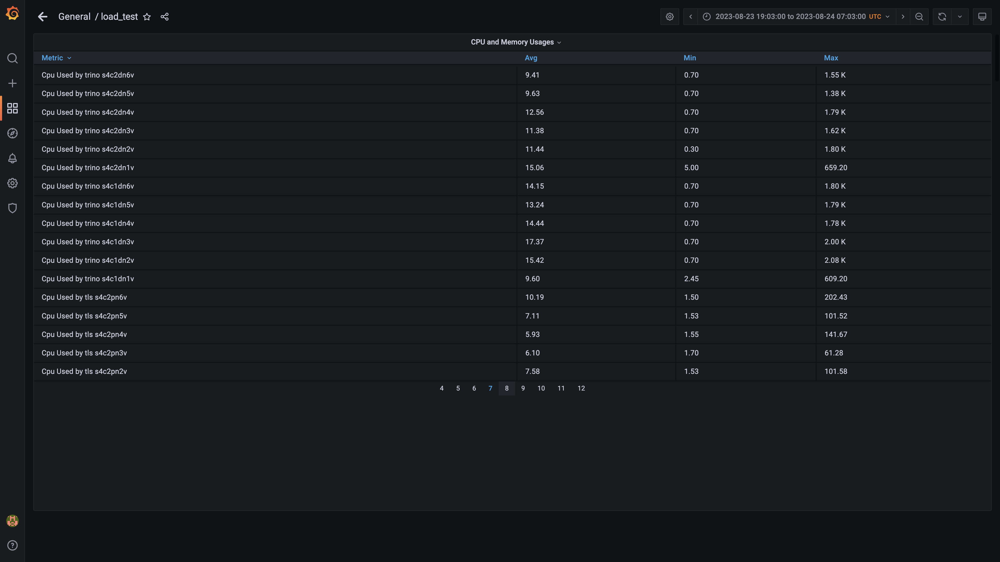 General / load_test
2023-08-23 19:03:00 to 2023-08-24 07:03:00 UTC
CPU and Memory Usages
Metric Avg Min Max
Cpu Used by trino s4c2dn6v 9.41 0.70 1.55 K
Cpu Used by trino s4c2dn5v 9.63 0.70 1.38 K
Cpu Used by trino s4c2dn4v 12.56 0.70 1.79 K
Cpu Used by trino s4c2dn3v 11.38 0.70 1.62 K
Cpu Used by trino s4c2dn2v 11.44 0.30 1.80 K
Cpu Used by trino s4c2dn1v 15.06 5.00 659.20
Cpu Used by trino s4c1dn6v 14.15 0.70 1.80 K
Cpu Used by trino s4c1dn5v 13.24 0.70 1.79 K
Cpu Used by trino s4c1dn4v 14.44 0.70 1.78 K
Cpu Used by trino s4c1dn3v 17.37 0.70 2.00 K
Cpu Used by trino s4c1dn2v 15.42 0.70 2.08 K
Cpu Used by trino s4c1dn1v 9.60 2.45 609.20
Cpu Used by tls s4c2pn6v 10.19 1.50 202.43
Cpu Used by tls s4c2pn5v 7.11 1.53 101.52
Cpu Used by tls s4c2pn4v 5.93 1.55 141.67
Cpu Used by tls s4c2pn3v 6.10 1.70 61.28
Cpu Used by tls s4c2pn2v 7.58 1.53 101.58
4 5 6 7 8 9 10 11 12